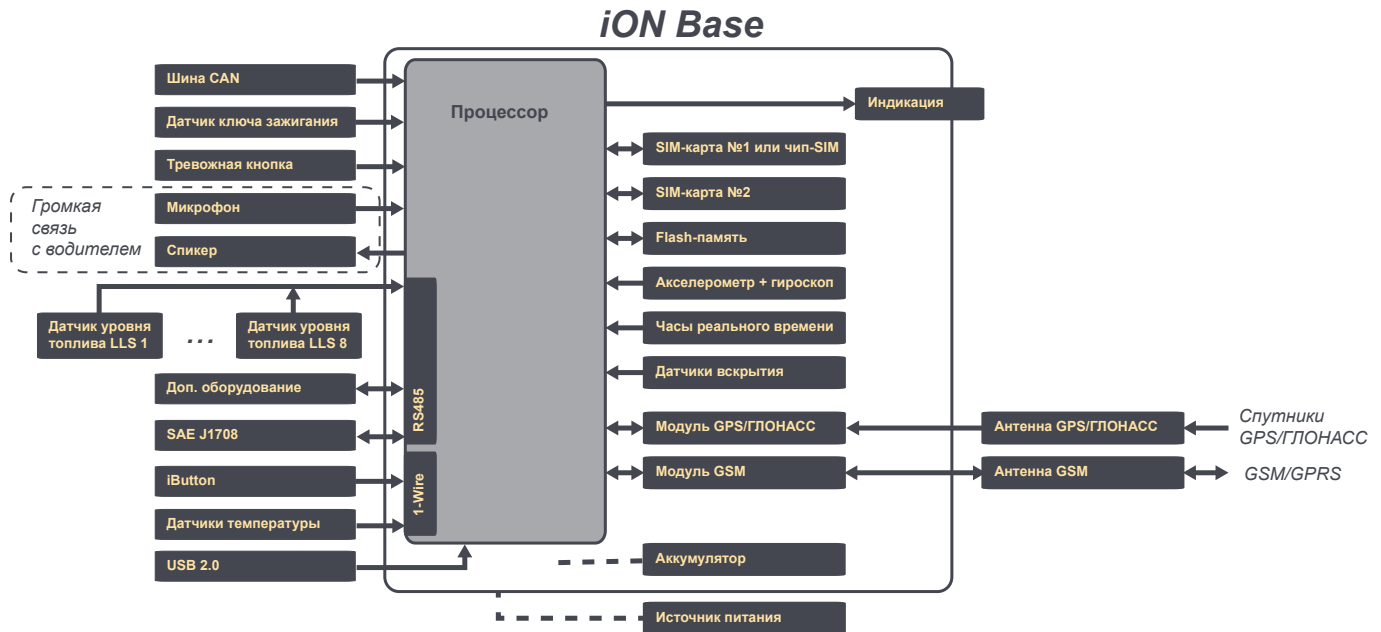 iON Base
Шина CAN
Датчик ключа зажигания
Тревожная кнопка
Громкая
связь
с водителем
Микрофон
Спикер
Датчик уровня
топлива LLS 1
...
Датчик уровня
топлива LLS 8
Доп. оборудование
SAE J1708
iButton
Датчики температуры
USB 2.0
Процессор
RS485
1-Wire
Индикация
SIM-карта №1 или чип-SIM
SIM-карта №2
Flash-память
Акселерометр + гироскоп
Часы реального времени
Датчики вскрытия
Модуль GPS/ГЛОНАСС
Антенна GPS/ГЛОНАСС
Спутники
GPS/ГЛОНАСС
Модуль GSM
Антенна GSM
GSM/GPRS
Аккумулятор
Источник питания